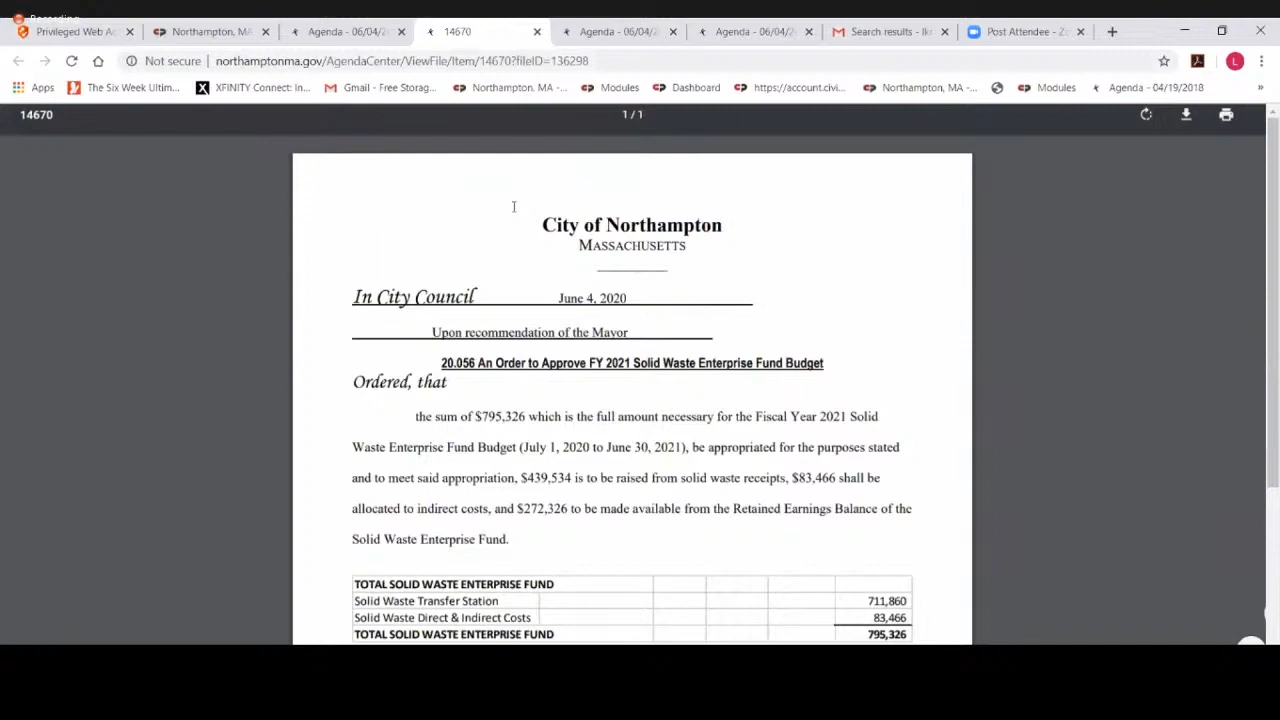 Recording
Privileged Web Ac
Northampton, MA
Agenda - 06/04/2
14670
Agenda - 06/04/2
Agenda - 06/04/2
Search results - lk
Post Attendee - Z
Not secure northamptonma.gov/AgendaCenter/ViewFile/Item/14670?fileID=136298
Apps The Six Week Ultim... XFINITY Connect: In... Gmail - Free Storag... Northampton, MA -... Modules Dashboard https://account.civi... Northampton, MA -... Modules Agenda - 04/19/2018 »
14670 1 / 1
City of Northampton
MASSACHUSETTS
In City Council June 4, 2020
Upon recommendation of the Mayor
20.056 An Order to Approve FY 2021 Solid Waste Enterprise Fund Budget
Ordered, that
the sum of $795,326 which is the full amount necessary for the Fiscal Year 2021 Solid
Waste Enterprise Fund Budget (July 1, 2020 to June 30, 2021), be appropriated for the purposes stated
and to meet said appropriation, $439,534 is to be raised from solid waste receipts, $83,466 shall be
allocated to indirect costs, and $272,326 to be made available from the Retained Earnings Balance of the
Solid Waste Enterprise Fund.
TOTAL SOLID WASTE ENTERPRISE FUND
Solid Waste Transfer Station 711,860
Solid Waste Direct & Indirect Costs 83,466
TOTAL SOLID WASTE ENTERPRISE FUND 795,326